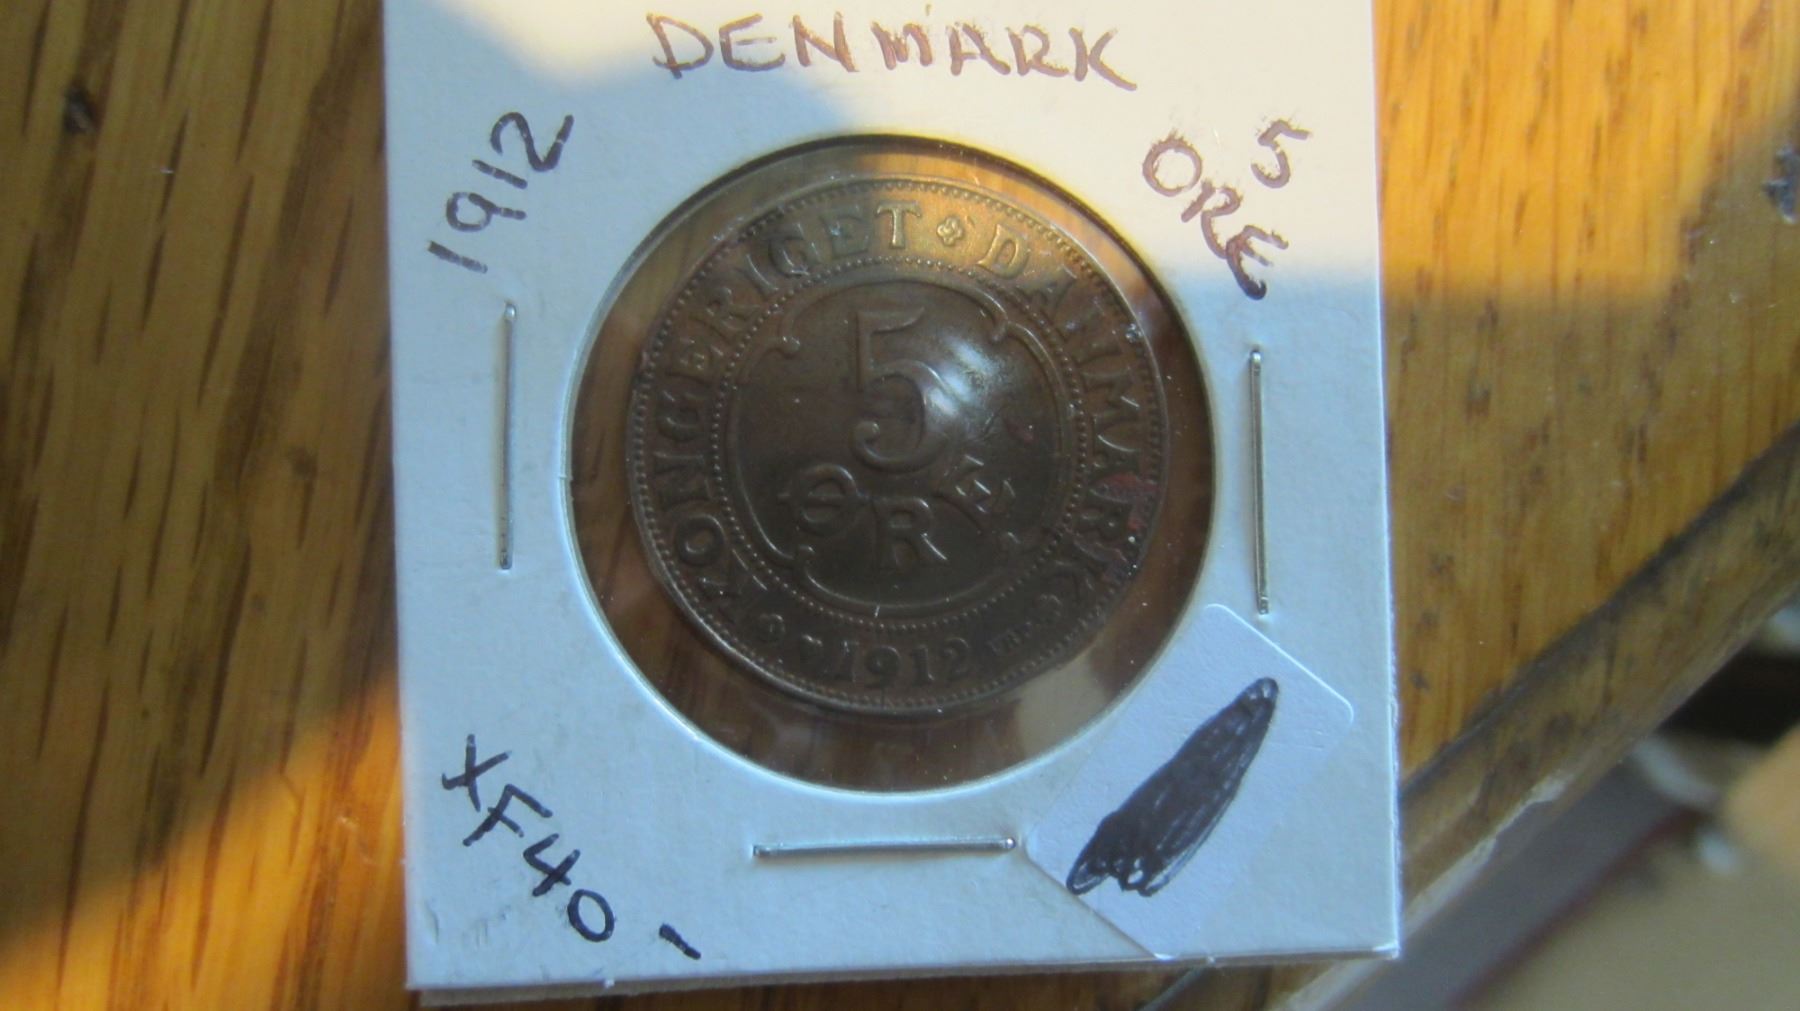 DENMARK
1912
5
ORE
KONGERIGET DANMARK
5
ØRE
1912
XF40 -